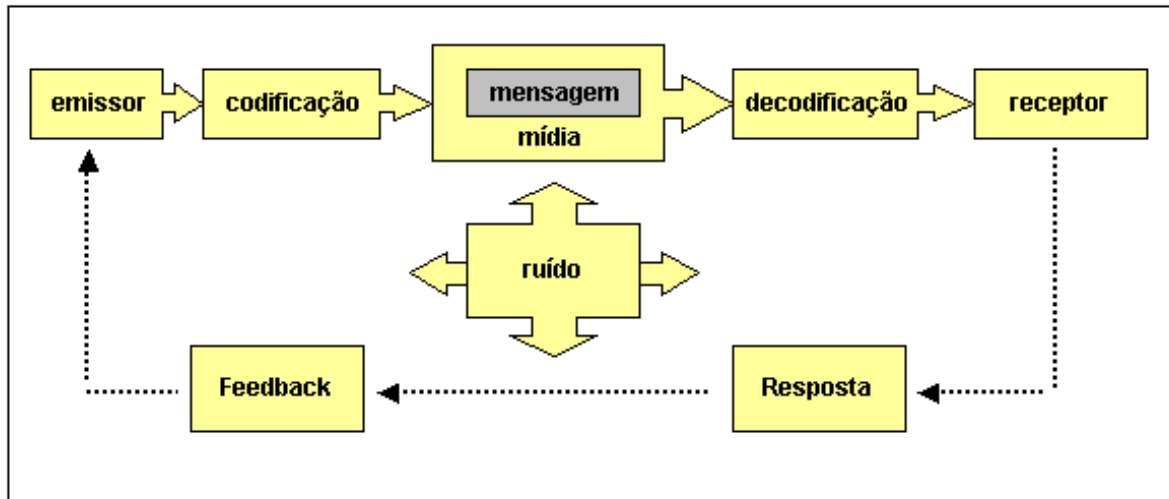 emissor
codificação
mensagem
mídia
decodificação
receptor
ruído
Feedback
Resposta